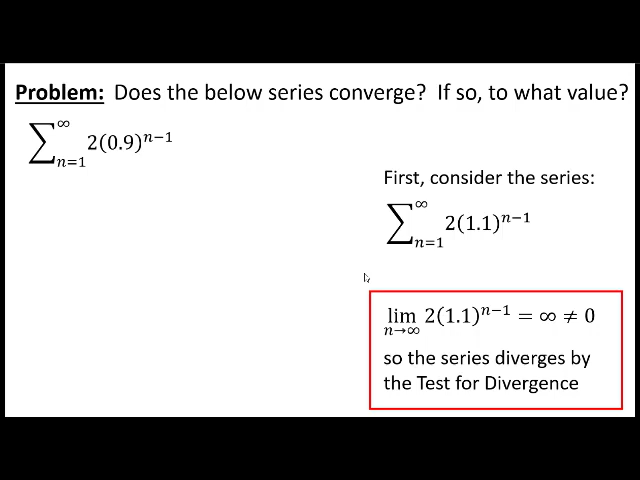 Problem: Does the below series converge? If so, to what value?
∑_{n=1}^{∞} 2(0.9)^{n−1}
First, consider the series:
∑_{n=1}^{∞} 2(1.1)^{n−1}
lim_{n→∞} 2(1.1)^{n−1} = ∞ ≠ 0
so the series diverges by
the Test for Divergence